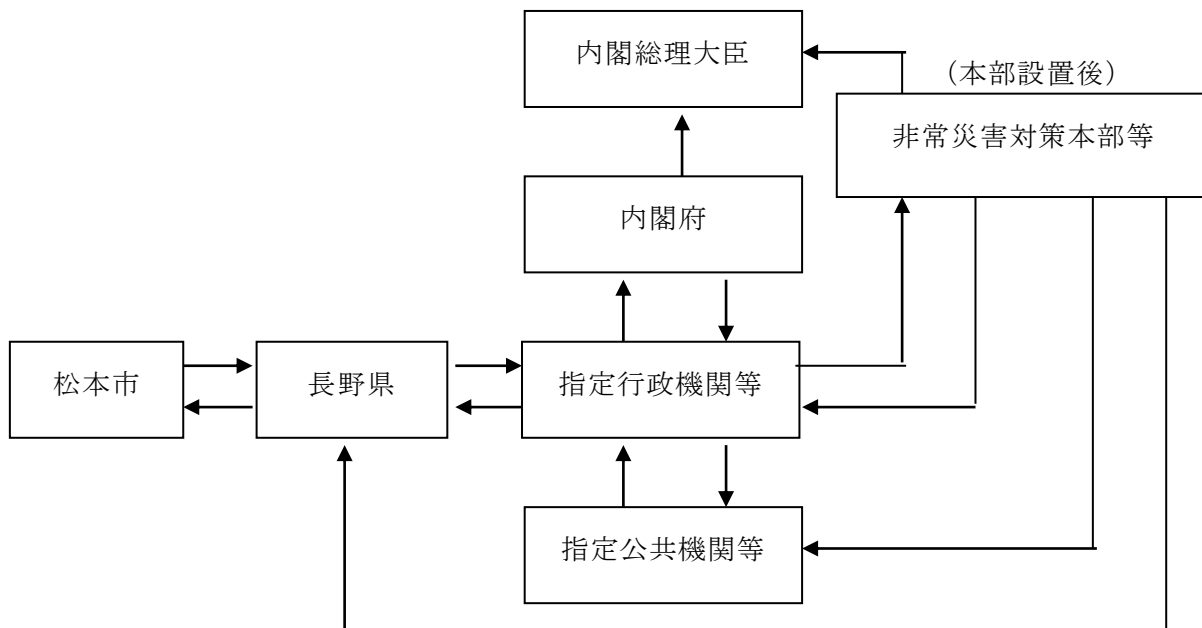 内閣総理大臣
（本部設置後）
非常災害対策本部等
内閣府
松本市
長野県
指定行政機関等
指定公共機関等